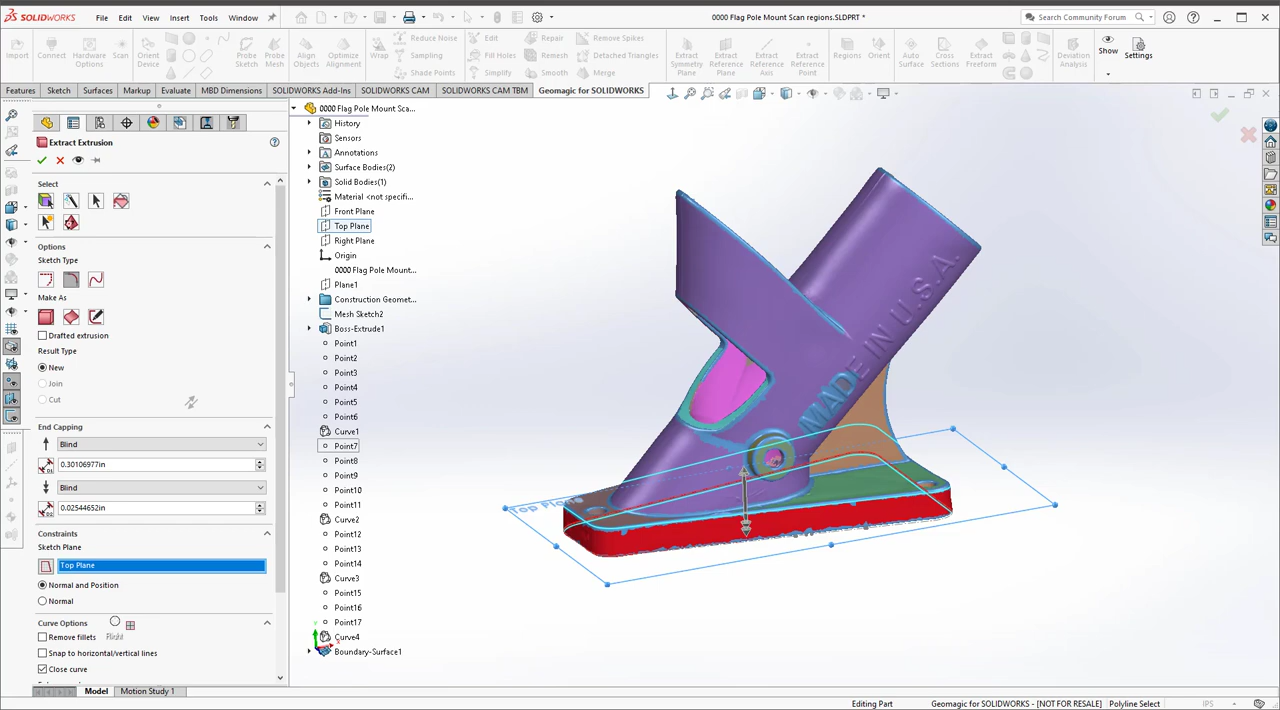 SOLIDWORKS File Edit View Insert Tools Window 0000 Flag Pole Mount Scan regions.SLDPRT * Search Community Forum
Import Connect Hardware Options Scan Orient Device Probe Sketch Probe Mesh Align Objects Optimize Alignment Wrap Reduce Noise Sampling Shade Points Edit Fill Holes Simplify Repair Remesh Smooth Remove Spikes Detached Triangles Merge Extract Symmetry Plane Extract Reference Plane Extract Reference Axis Extract Reference Point Regions Orient Auto Surface Cross Sections Extract Freeform Deviation Analysis Show Settings
Features Sketch Surfaces Markup Evaluate MBD Dimensions SOLIDWORKS Add-Ins SOLIDWORKS CAM SOLIDWORKS CAM TBM Geomagic for SOLIDWORKS
Extract Extrusion
Select
Options
Sketch Type
Make As
Drafted extrusion
Result Type
New
Join
Cut
End Capping
Blind
0.30106977in
Blind
0.02544652in
Constraints
Sketch Plane
Top Plane
Normal and Position
Normal
Curve Options
Remove fillets
Right
Snap to horizontal/vertical lines
Close curve
0000 Flag Pole Mount Sca...
History
Sensors
Annotations
Surface Bodies(2)
Solid Bodies(1)
Material <not specifi...
Front Plane
Top Plane
Right Plane
Origin
0000 Flag Pole Mount...
Plane1
Construction Geomet...
Mesh Sketch2
Boss-Extrude1
Point1
Point2
Point3
Point4
Point5
Point6
Curve1
Point7
Point8
Point9
Point10
Point11
Curve2
Point12
Point13
Point14
Curve3
Point15
Point16
Point17
Curve4
Boundary-Surface1
MADE IN U.S.A.
Top Plane
Model Motion Study 1
Editing Part Geomagic for SOLIDWORKS - [NOT FOR RESALE) Polyline Select IPS